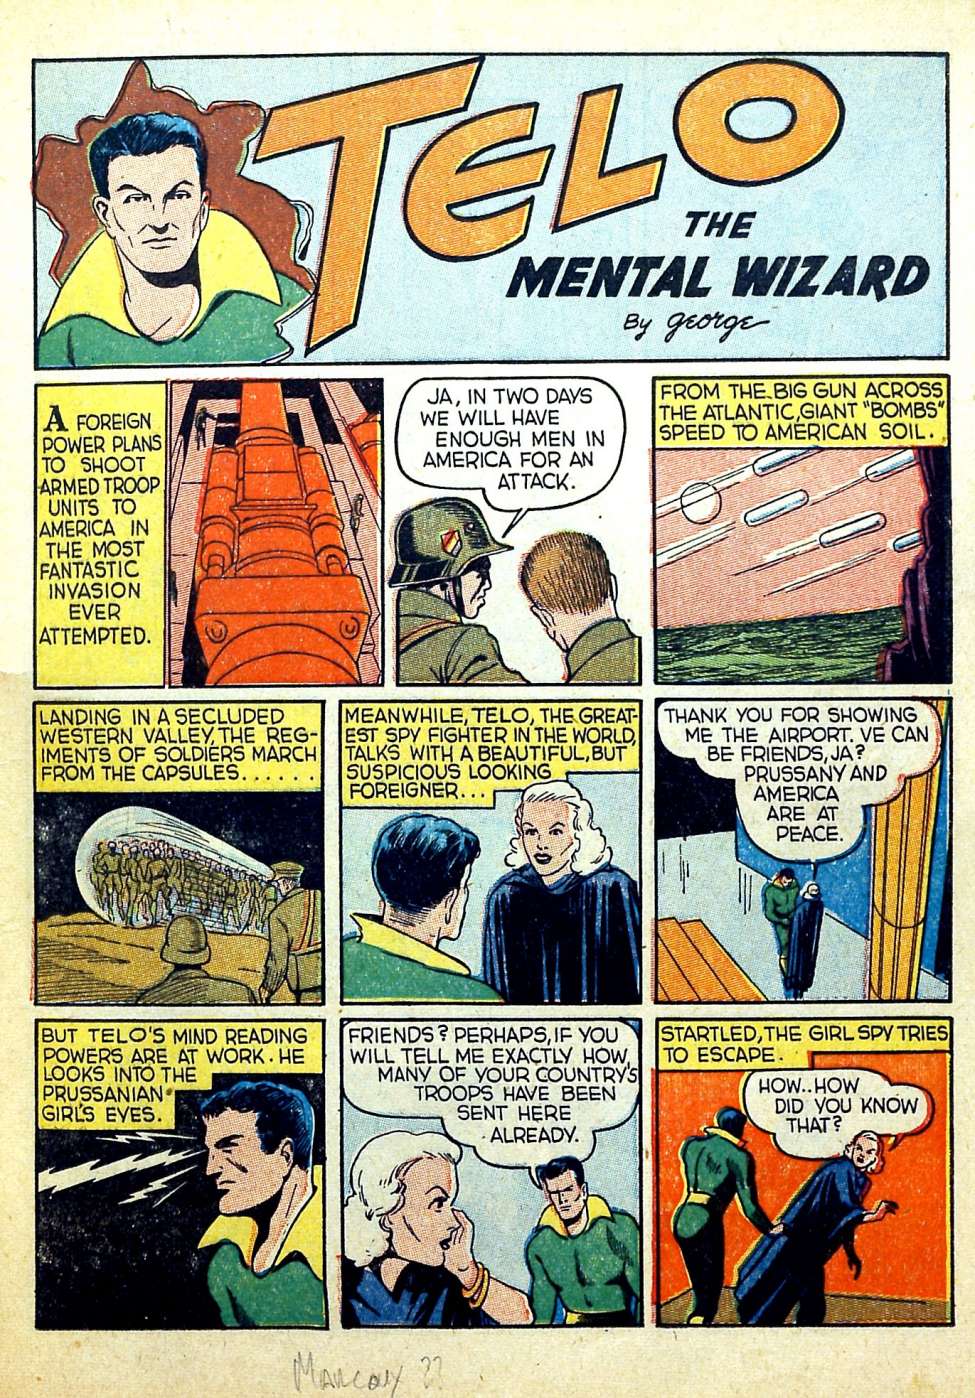 TELO
THE
MENTAL WIZARD
By george
A FOREIGN
POWER PLANS
TO SHOOT
ARMED TROOP
UNITS TO
AMERICA IN
THE MOST
FANTASTIC
INVASION
EVER
ATTEMPTED.
JA, IN TWO DAYS
WE WILL HAVE
ENOUGH MEN IN
AMERICA FOR AN
ATTACK.
FROM THE BIG GUN ACROSS
THE ATLANTIC, GIANT "BOMBS"
SPEED TO AMERICAN SOIL.
LANDING IN A SECLUDED
WESTERN VALLEY, THE REG-
IMENTS OF SOLDIERS MARCH
FROM THE CAPSULES......
MEANWHILE, TELO, THE GREAT-
EST SPY FIGHTER IN THE WORLD,
TALKS WITH A BEAUTIFUL, BUT
SUSPICIOUS LOOKING
FOREIGNER...
THANK YOU FOR SHOWING
ME THE AIRPORT. VE CAN
BE FRIENDS, JA?
PRUSSANY AND
AMERICA
ARE AT
PEACE.
BUT TELO'S MIND READING
POWERS ARE AT WORK. HE
LOOKS INTO THE
PRUSSANIAN
GIRL'S EYES.
FRIENDS? PERHAPS, IF YOU
WILL TELL ME EXACTLY HOW
MANY OF YOUR COUNTRY'S
TROOPS HAVE BEEN
SENT HERE
ALREADY.
STARTLED, THE GIRL SPY TRIES
TO ESCAPE.
HOW..HOW
DID YOU KNOW
THAT?
Marcoux ??